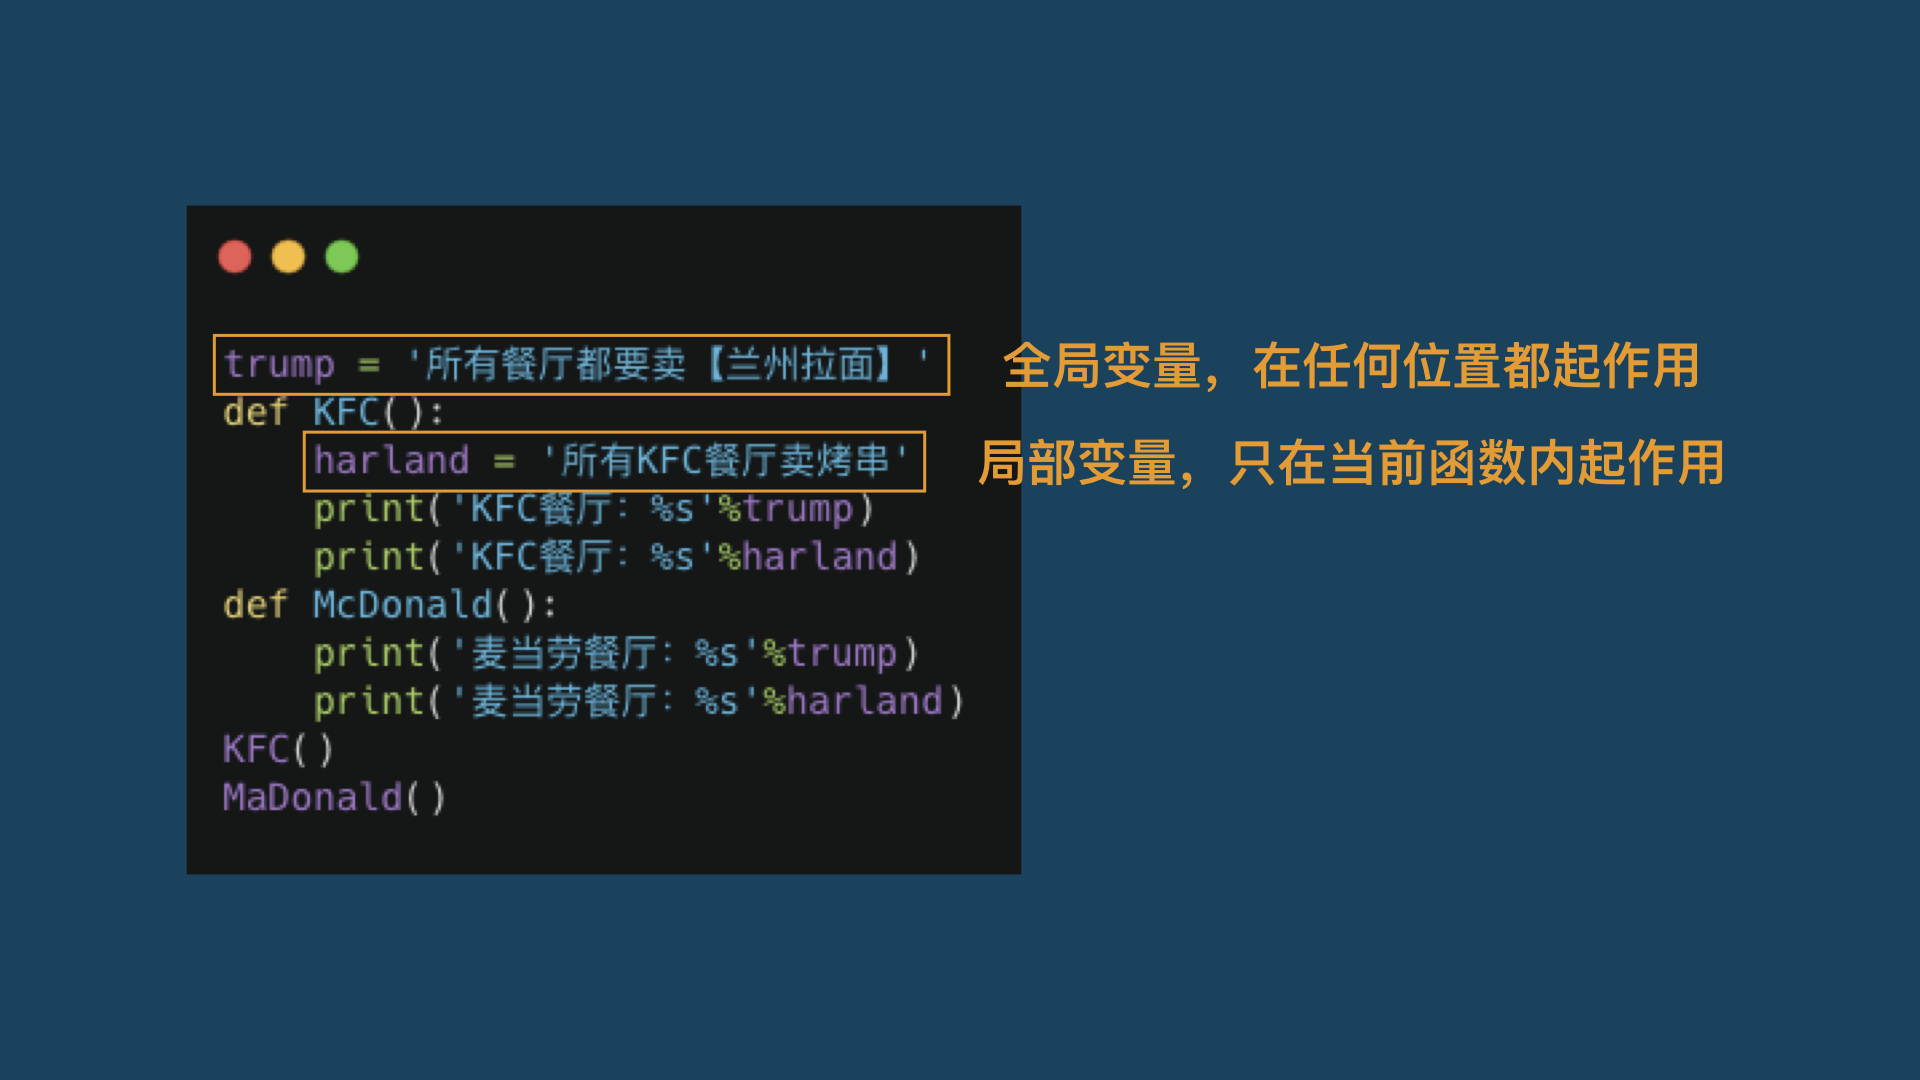 trump = '所有餐厅都要卖【兰州拉面】' 全局变量，在任何位置都起作用
def KFC():
    harland = '所有KFC餐厅卖烤串' 局部变量，只在当前函数内起作用
    print('KFC餐厅：%s'%trump)
    print('KFC餐厅：%s'%harland)
def McDonald():
    print('麦当劳餐厅：%s'%trump)
    print('麦当劳餐厅：%s'%harland)
KFC()
MaDonald()